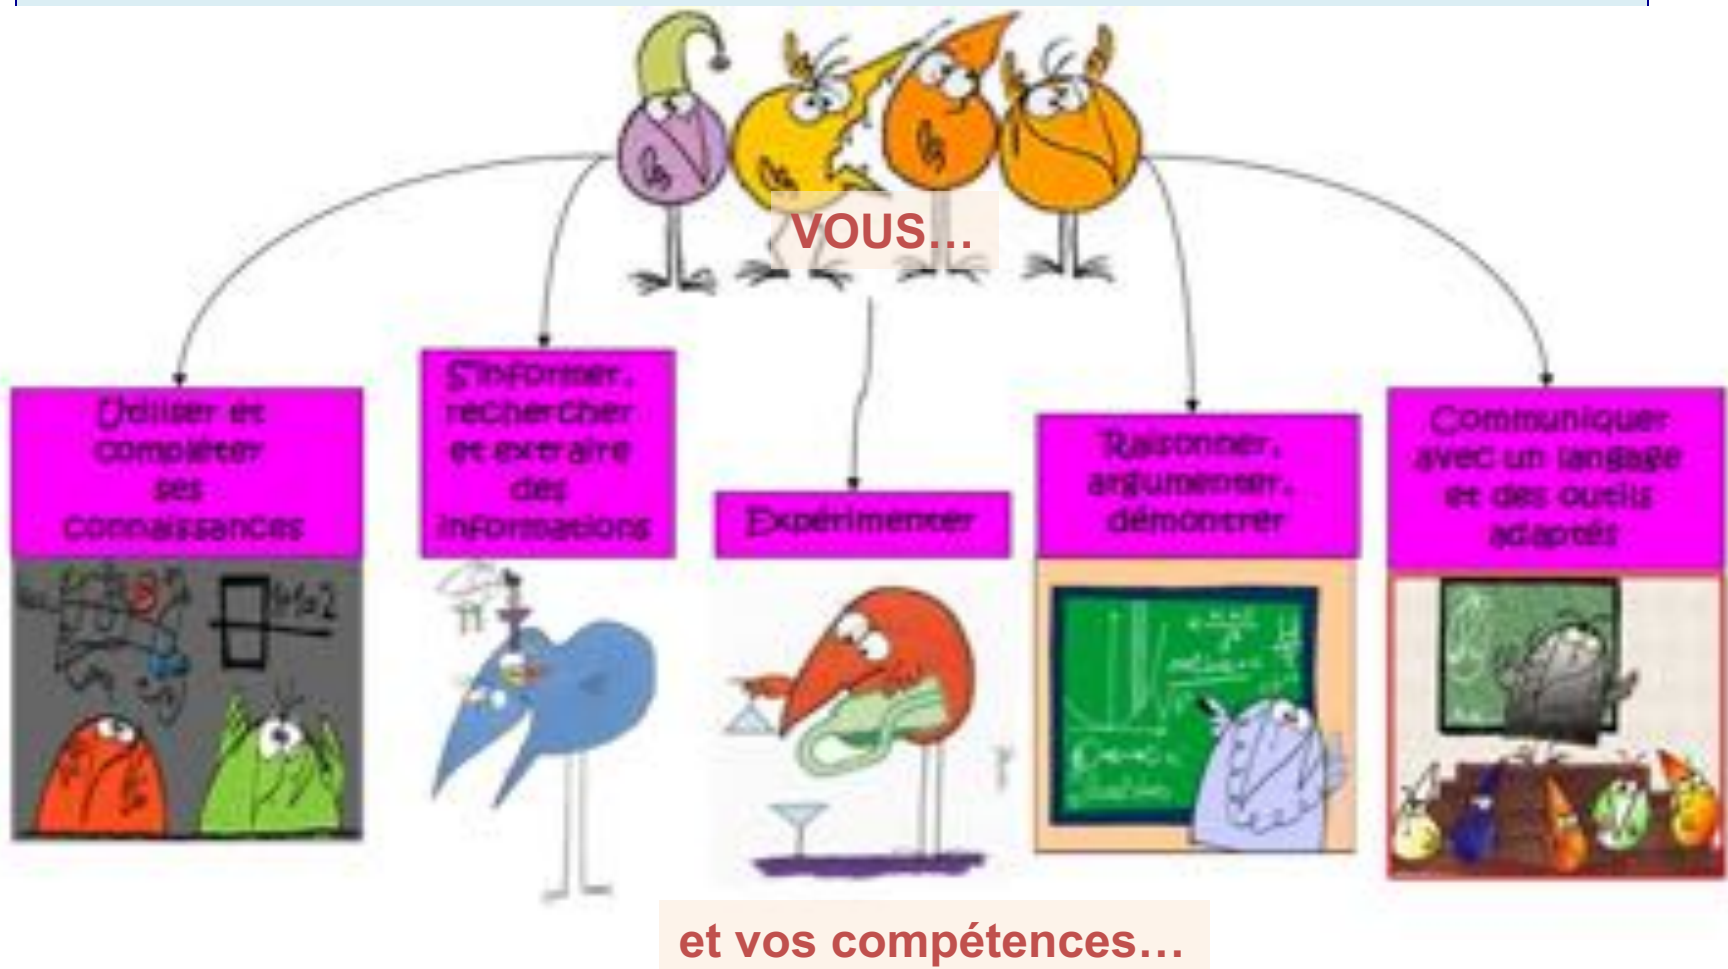 VOUS…
Utiliser et
compléter
ses
connaissances
S'informer,
rechercher
et extraire
des
informations
Expérimenter
Raisonner,
argumenter,
démontrer
Communiquer
avec un langage
et des outils
adaptés
et vos compétences…